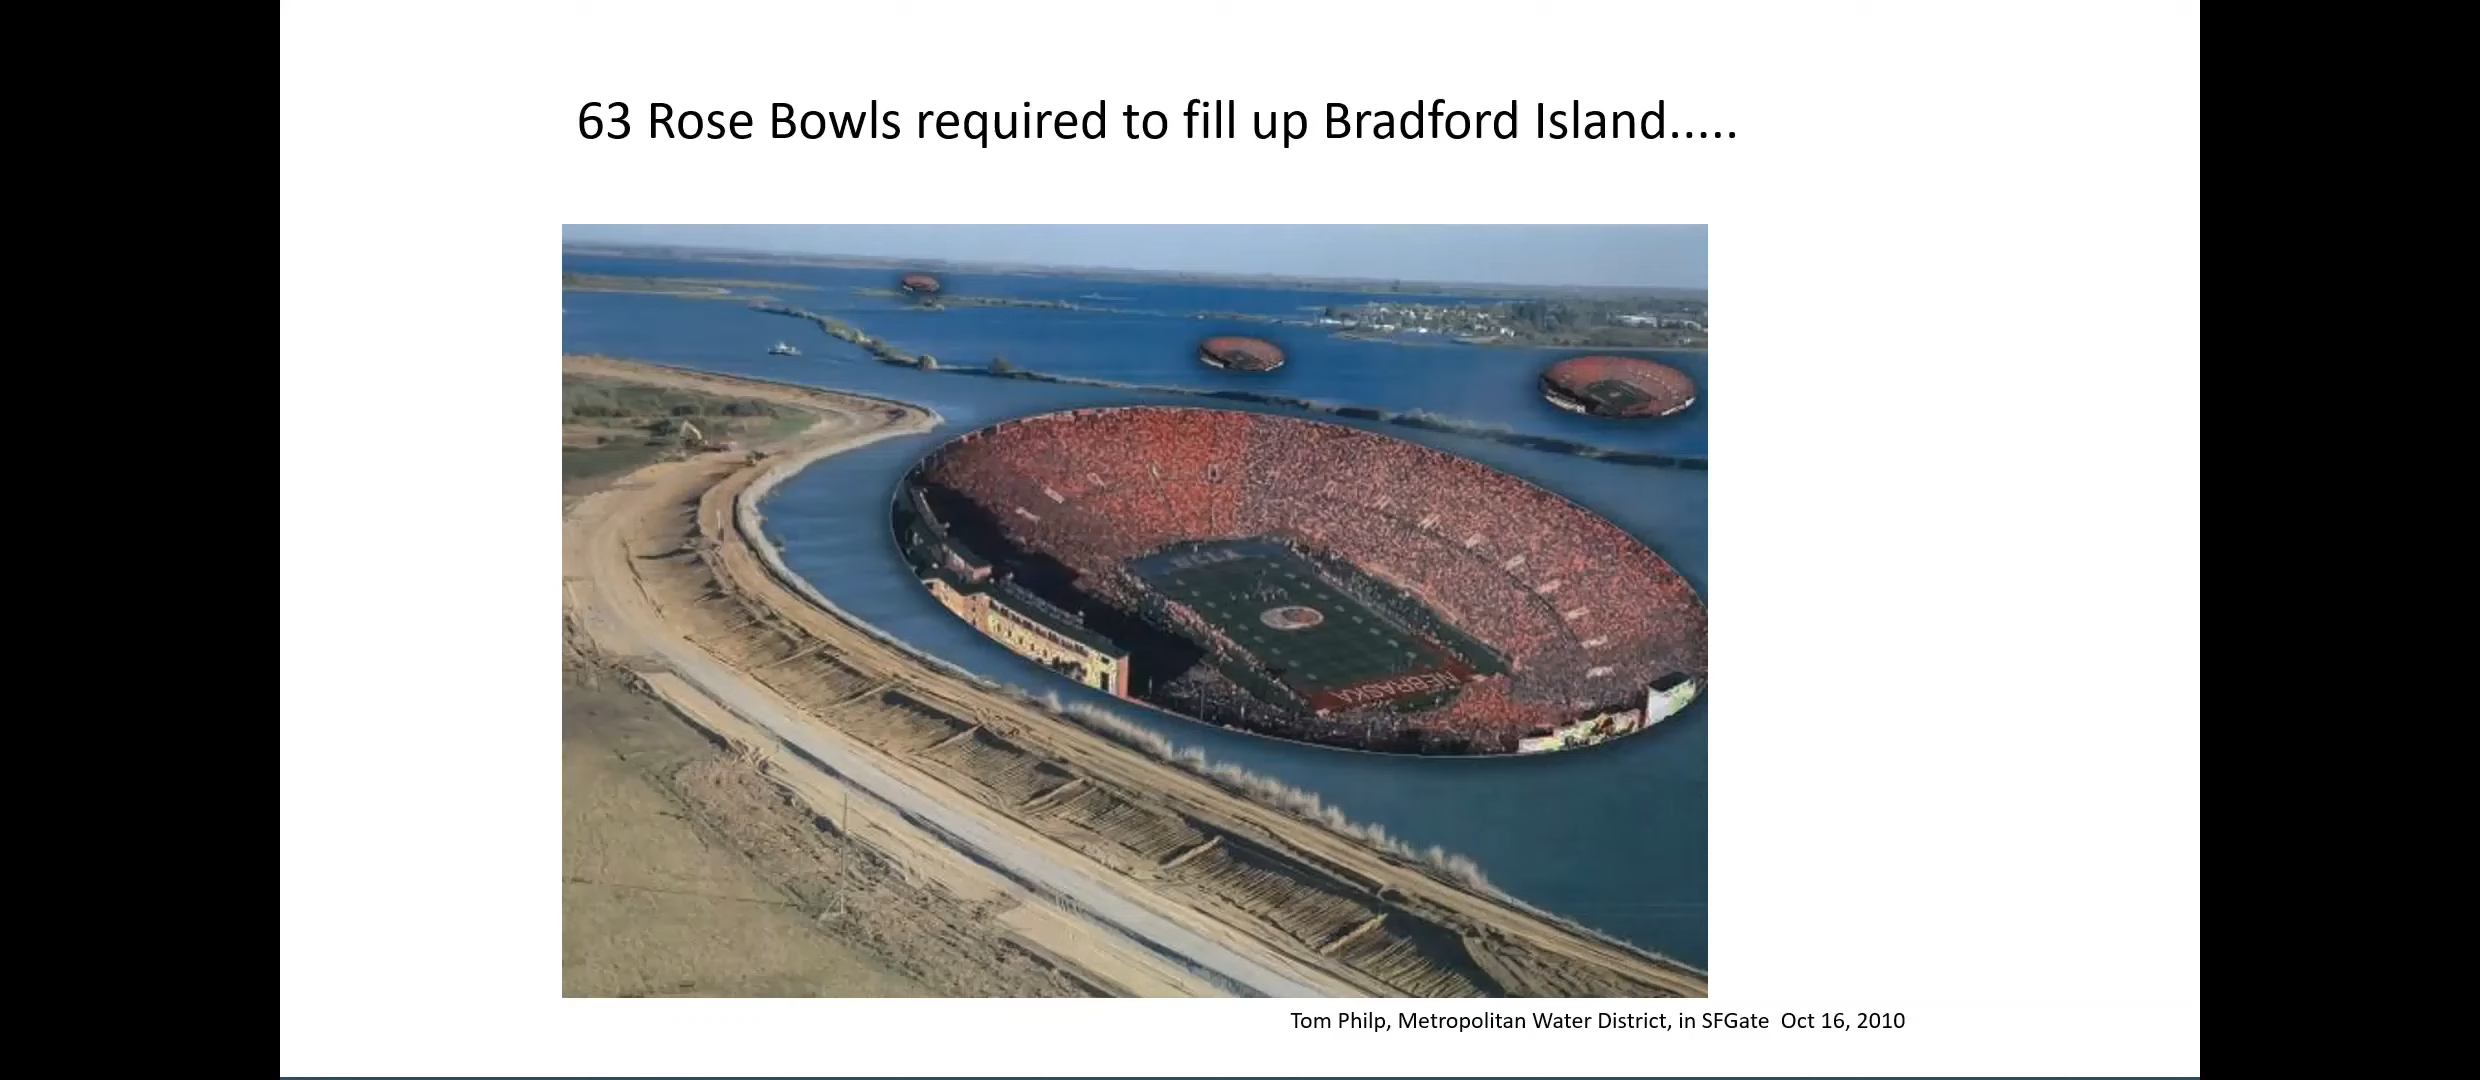 63 Rose Bowls required to fill up Bradford Island.....
NEBRASKA
Tom Philp, Metropolitan Water District, in SFGate  Oct 16, 2010